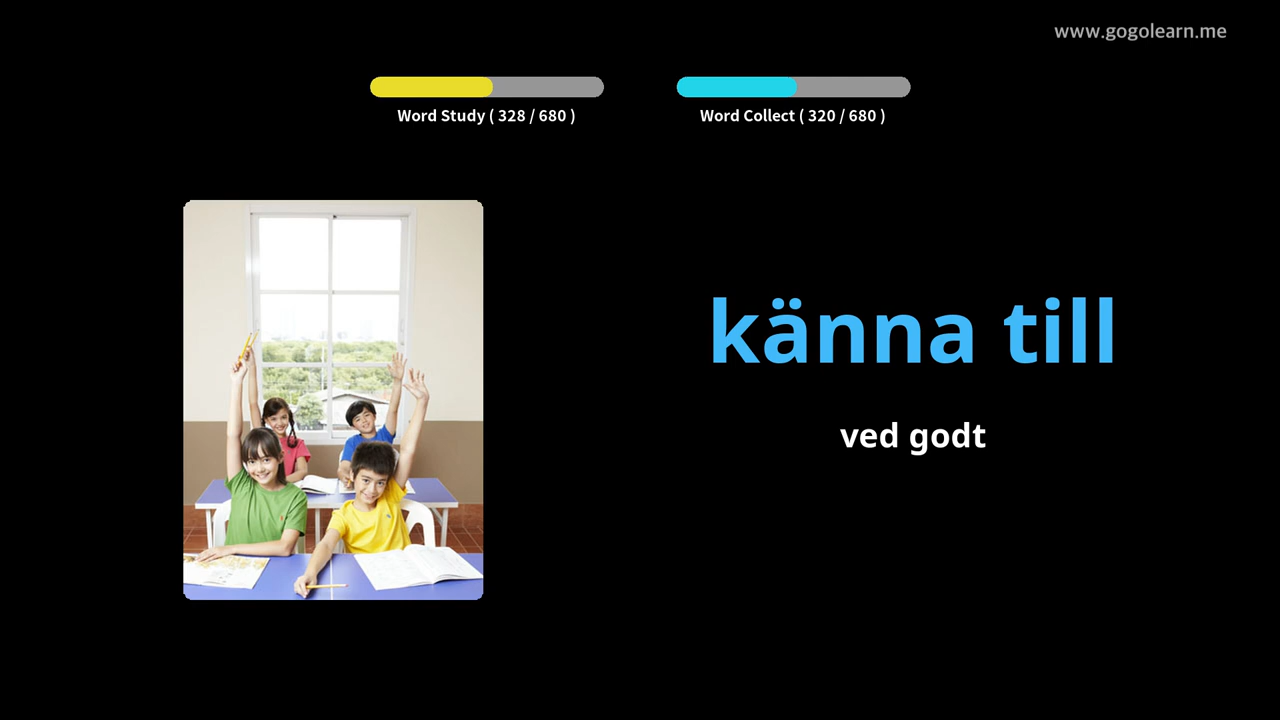 www.gogolearn.me
Word Study ( 328 / 680 )
Word Collect ( 320 / 680 )
känna till
ved godt